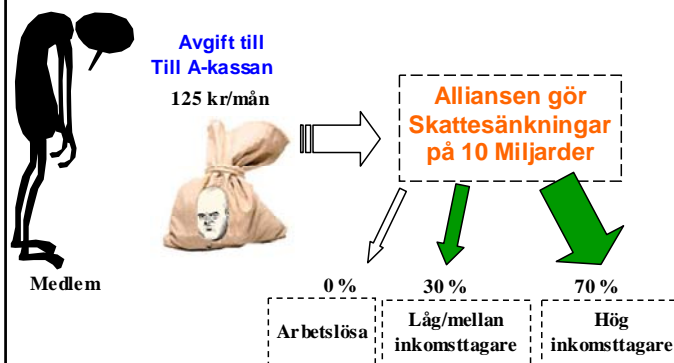 Avgift till
Till A-kassan
125 kr/mån
Alliansen gör
Skattesänkningar
på 10 Miljarder
Medlem
0 %
30 %
70 %
Arbetslösa
Låg/mellan
inkomsttagare
Hög
inkomsttagare